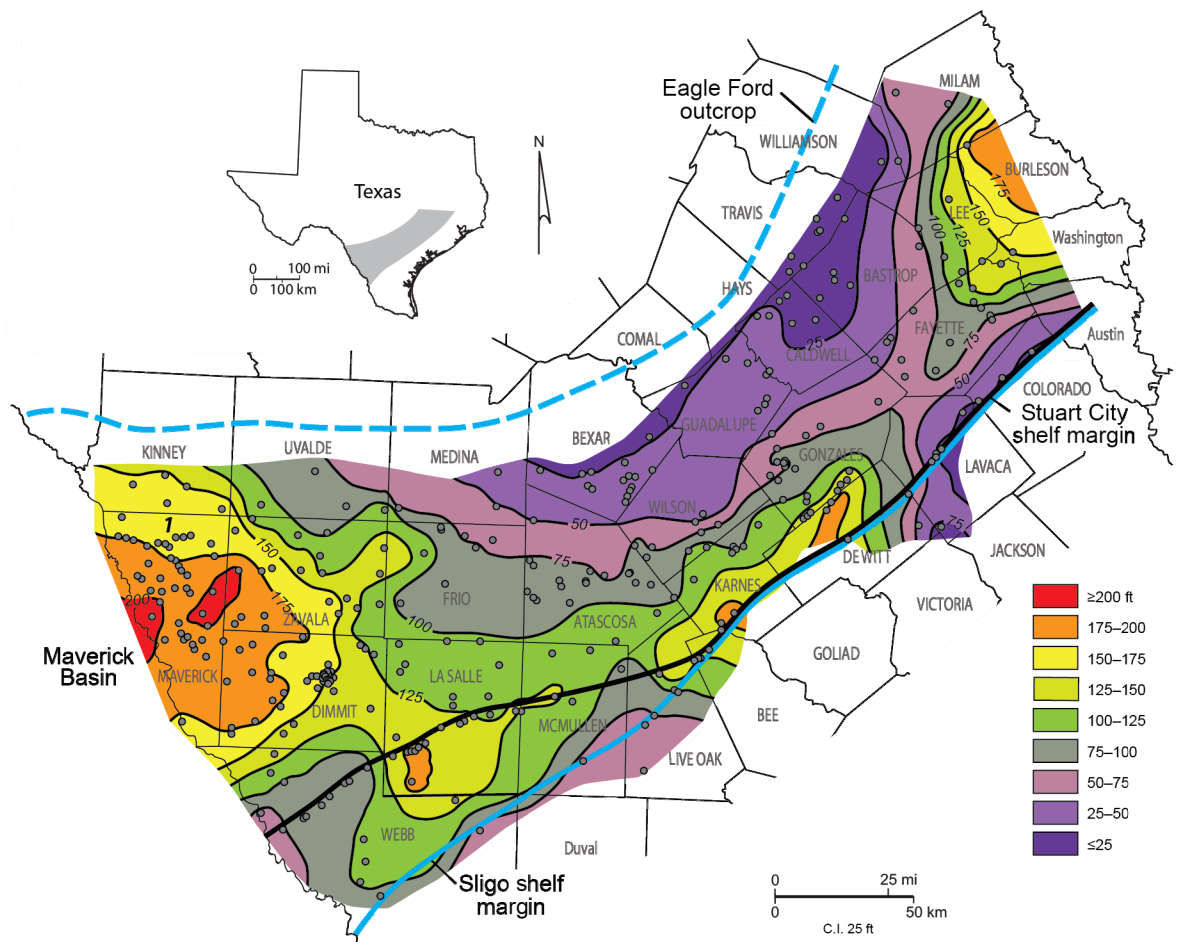 MILAM
Eagle Ford
outcrop
WILLIAMSON
BURLESON
175
Texas
N
TRAVIS
LEE
150
125
100
Washington
0 100 mi
0 100 km
HAYS
BASTROP
COMAL
25
CALDWELL
FAYETTE
75
Austin
50
COLORADO
Stuart City
shelf margin
KINNEY
UVALDE
MEDINA
BEXAR
GUADALUPE
GONZALES
LAVACA
1
WILSON
50
75
150
75
DEWITT
JACKSON
175
200
ZAVALA
FRIO
100
ATASCOSA
KARNES
VICTORIA
GOLIAD
Maverick
Basin
MAVERICK
LA SALLE
125
DIMMIT
MCMULLEN
BEE
LIVE OAK
WEBB
Duval
Sligo shelf
margin
≥200 ft
175–200
150–175
125–150
100–125
75–100
50–75
25–50
≤25
0 25 mi
0 50 km
C.I. 25 ft